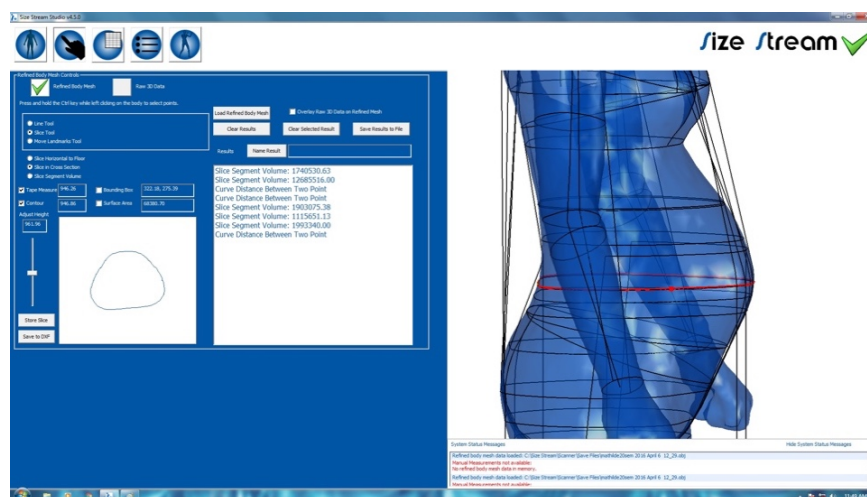 Size Stream Studio v4.3.0
Size Stream
Refined Body Mesh Controls
Refined Body Mesh
Raw 3D Data
Press and hold the Ctrl key while left clicking on the body to select points.
Load Refined Body Mesh
Overlay Raw 3D Data on Refined Mesh
Line Tool
Slice Tool
Move Landmarks Tool
Clear Results
Clear Selected Result
Save Results to File
Results
Name Result
Slice Horizontal to Floor
Slice in Cross Section
Slice Segment Volume
Tape Measure
946.26
Bounding Box
322.18, 275.39
Contour
946.86
Surface Area
68380.70
Adjust Height
961.96
Store Slice
Save to DXF
Slice Segment Volume: 1740530.63
Slice Segment Volume: 12685516.00
Curve Distance Between Two Point
Curve Distance Between Two Point
Slice Segment Volume: 1903075.38
Slice Segment Volume: 1115651.13
Slice Segment Volume: 1993340.00
Curve Distance Between Two Point
System Status Messages
Hide System Status Messages
Manual Measurements not available:
No refined body mesh data in memory.
Manual Measurements not available: